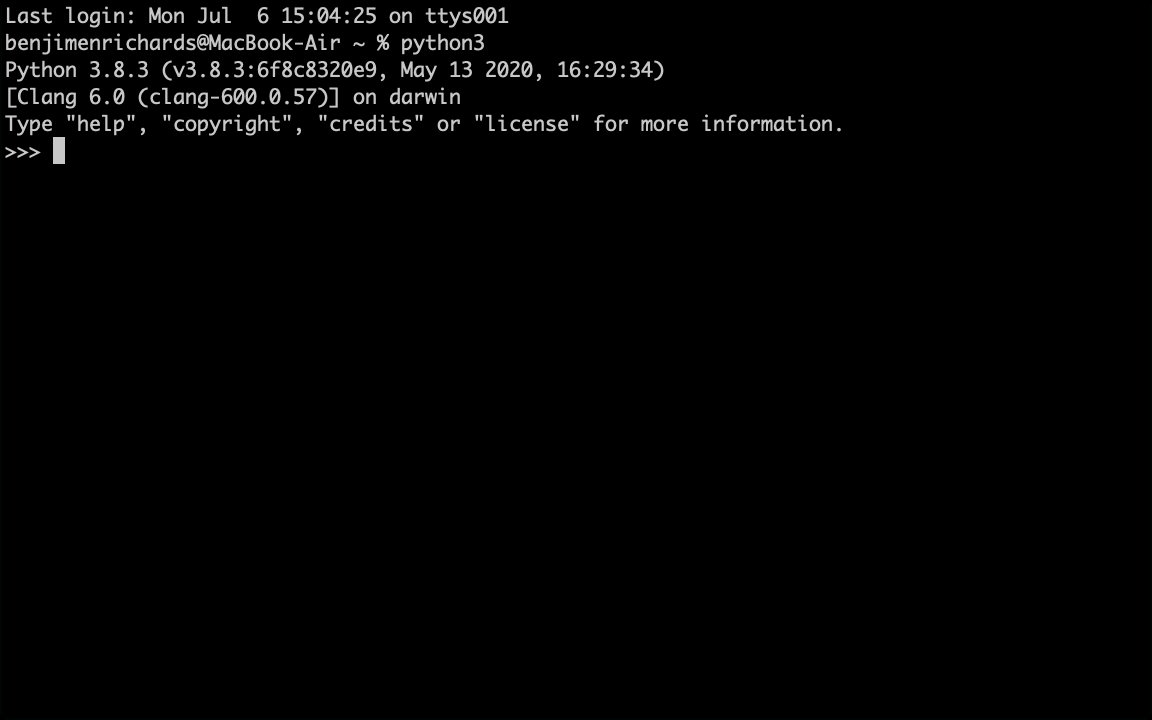 Last login: Mon Jul  6 15:04:25 on ttys001
benjimenrichards@MacBook-Air ~ % python3
Python 3.8.3 (v3.8.3:6f8c8320e9, May 13 2020, 16:29:34)
[Clang 6.0 (clang-600.0.57)] on darwin
Type "help", "copyright", "credits" or "license" for more information.
>>>